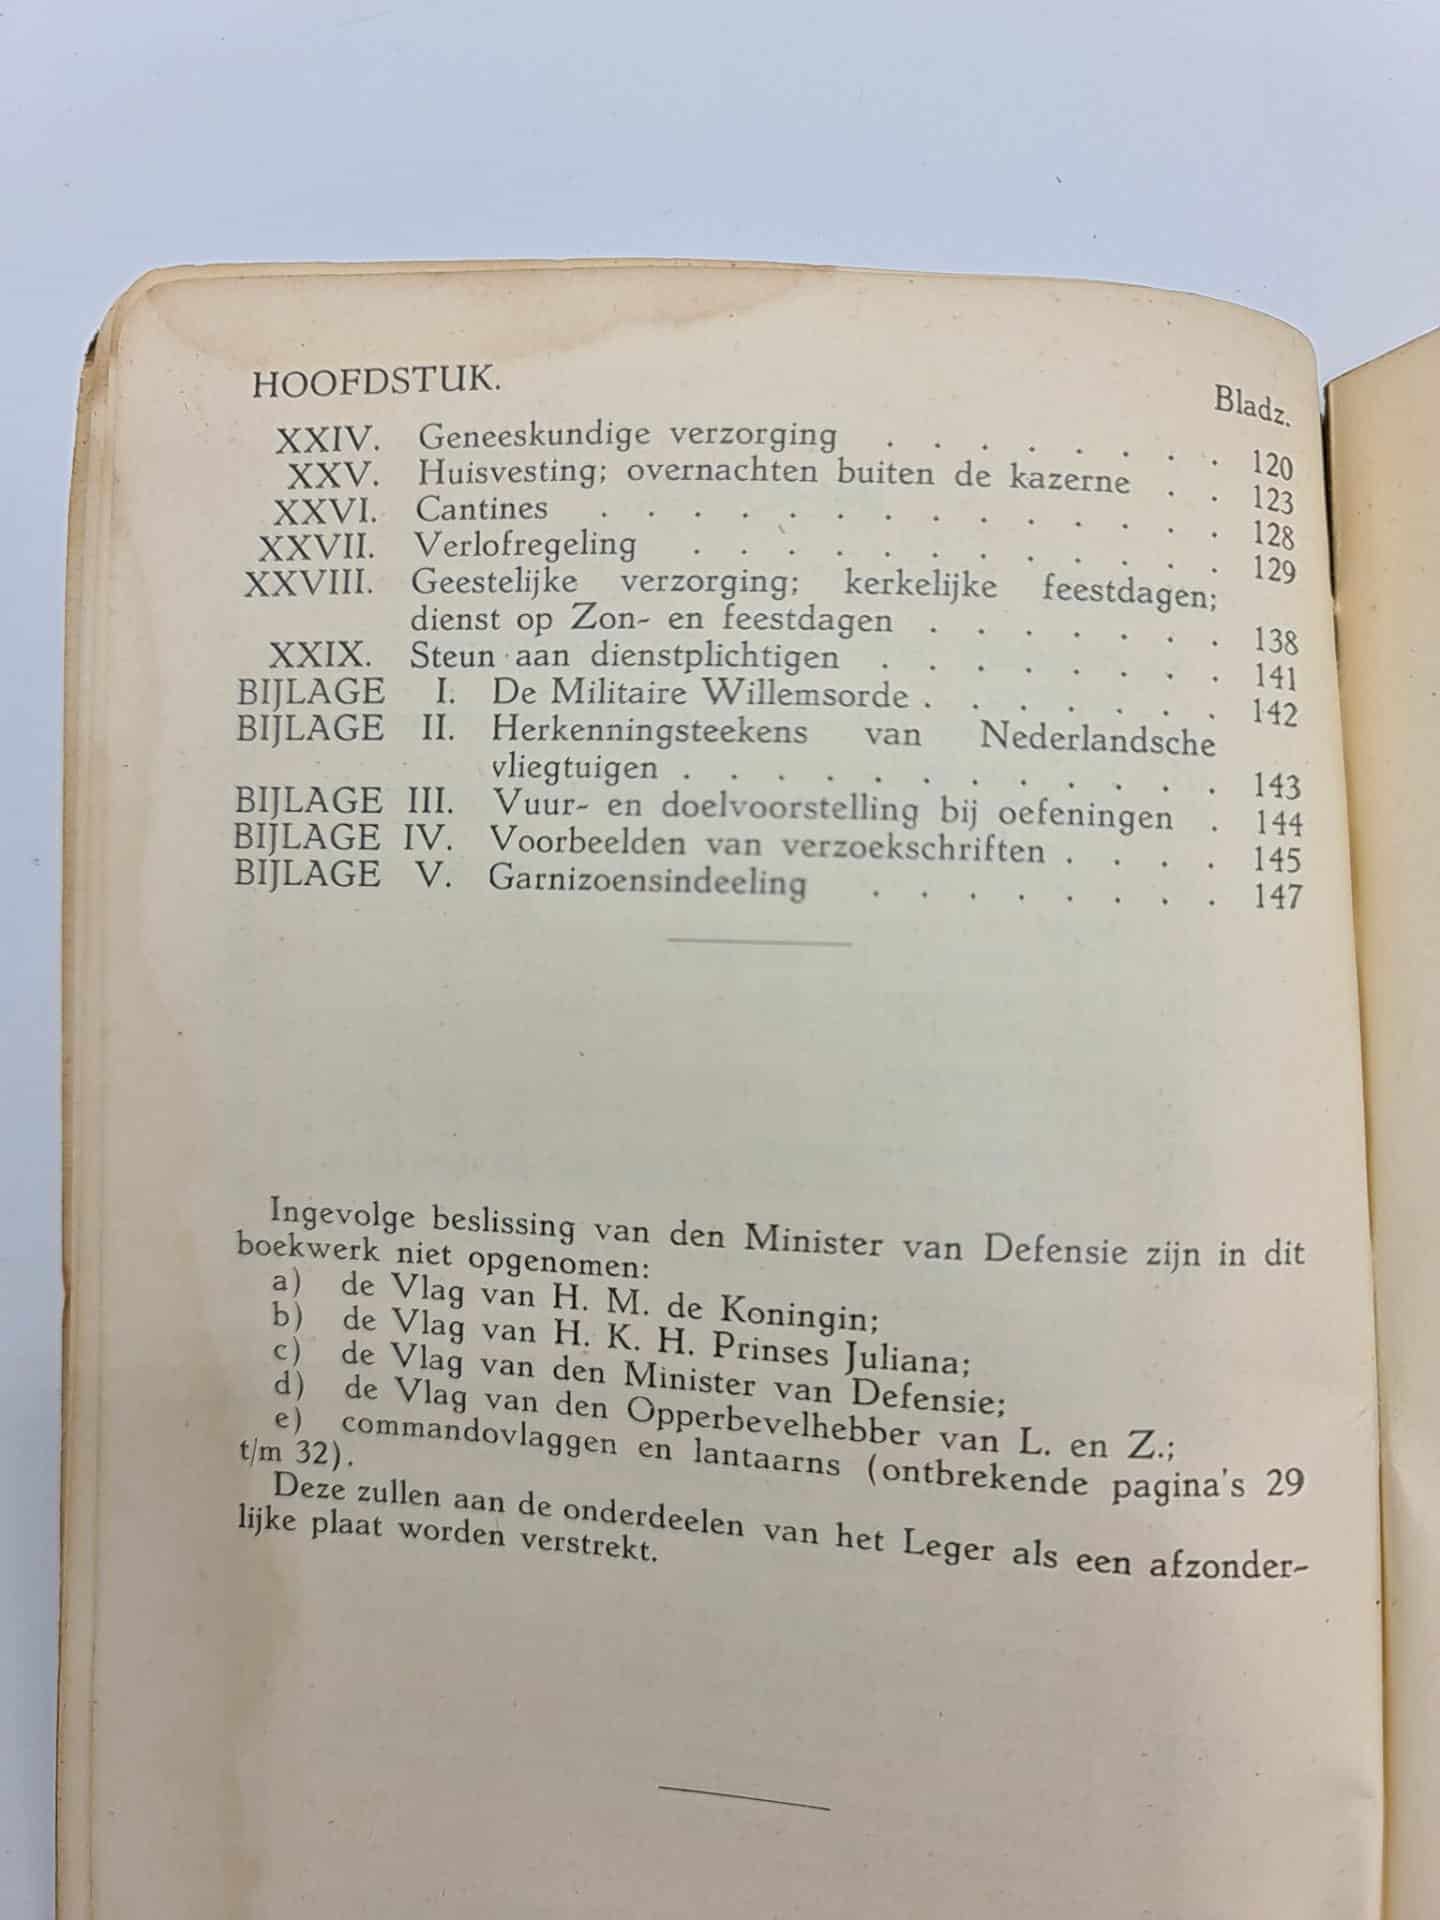 HOOFDSTUK. Bladz.
XXIV. Geneeskundige verzorging . . . . . . . 120
XXV. Huisvesting; overnachten buiten de kazerne . . 123
XXVI. Cantines . . . . . . . . . . . . . . 128
XXVII. Verlofregeling . . . . . . . . . . . . 129
XXVIII. Geestelijke verzorging; kerkelijke feestdagen;
dienst op Zon- en feestdagen . . . . . . . 138
XXIX. Steun aan dienstplichtigen . . . . . . . . 141
BIJLAGE I. De Militaire Willemsorde . . . . . . . 142
BIJLAGE II. Herkenningsteekens van Nederlandsche
vliegtuigen . . . . . . . . . . . . 143
BIJLAGE III. Vuur- en doelvoorstelling bij oefeningen . 144
BIJLAGE IV. Voorbeelden van verzoekschriften . . . . 145
BIJLAGE V. Garnizoensindeeling . . . . . . . . 147
Ingevolge beslissing van den Minister van Defensie zijn in dit
boekwerk niet opgenomen:
a) de Vlag van H. M. de Koningin;
b) de Vlag van H. K. H. Prinses Juliana;
c) de Vlag van den Minister van Defensie;
d) de Vlag van den Opperbevelhebber van L. en Z.;
e) commandovlaggen en lantaarns (ontbrekende pagina's 29
t/m 32).
Deze zullen aan de onderdeelen van het Leger als een afzonder-
lijke plaat worden verstrekt.